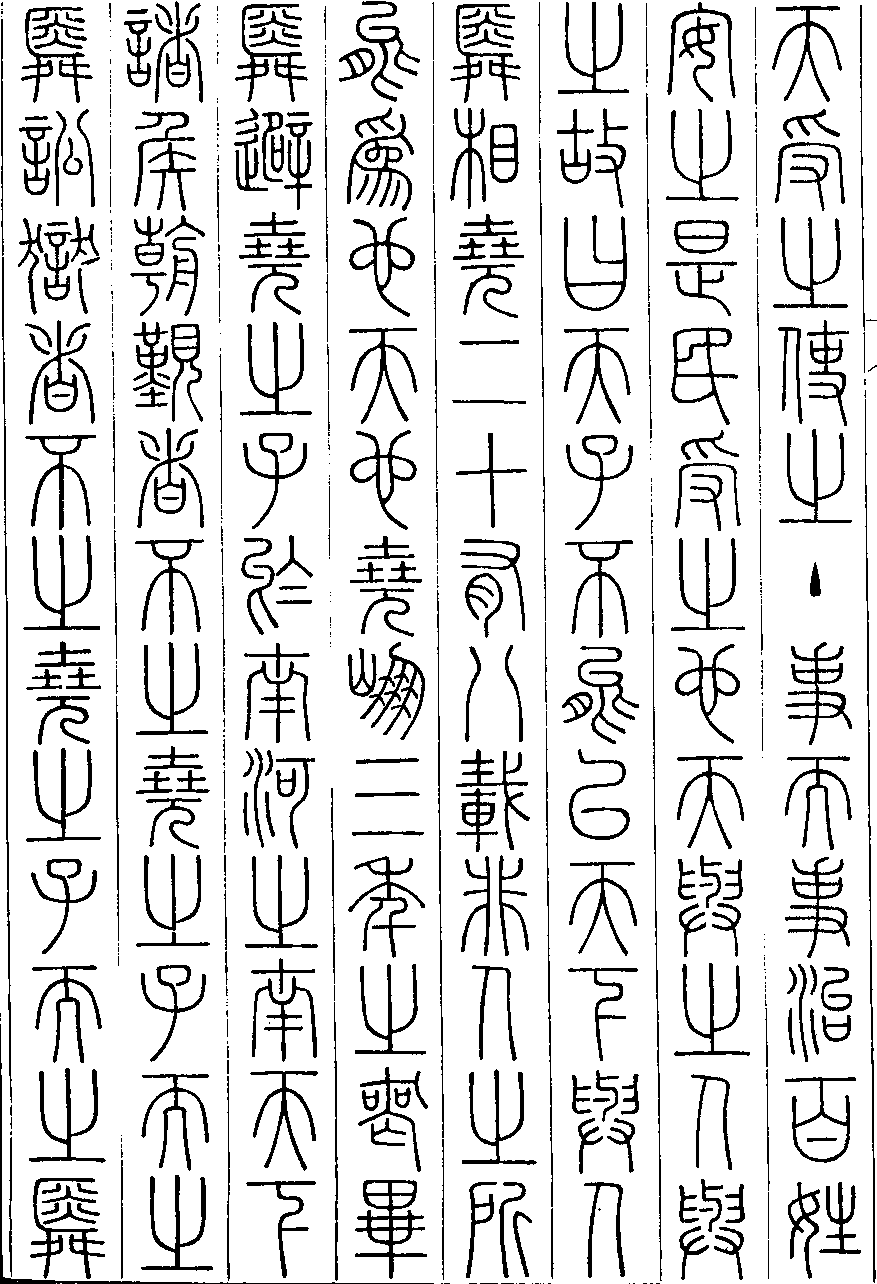 天受之使之丶事而事治百姓
安之是民受之也天與之人與
之故曰天子不能以天下與人
舜相堯二十有八載非人之所
能爲也天也堯崩三年之喪畢
舜避堯之子於南河之南天下
諸侯朝覲者不之堯之子而之
舜訟獄者不之堯之子而之舜